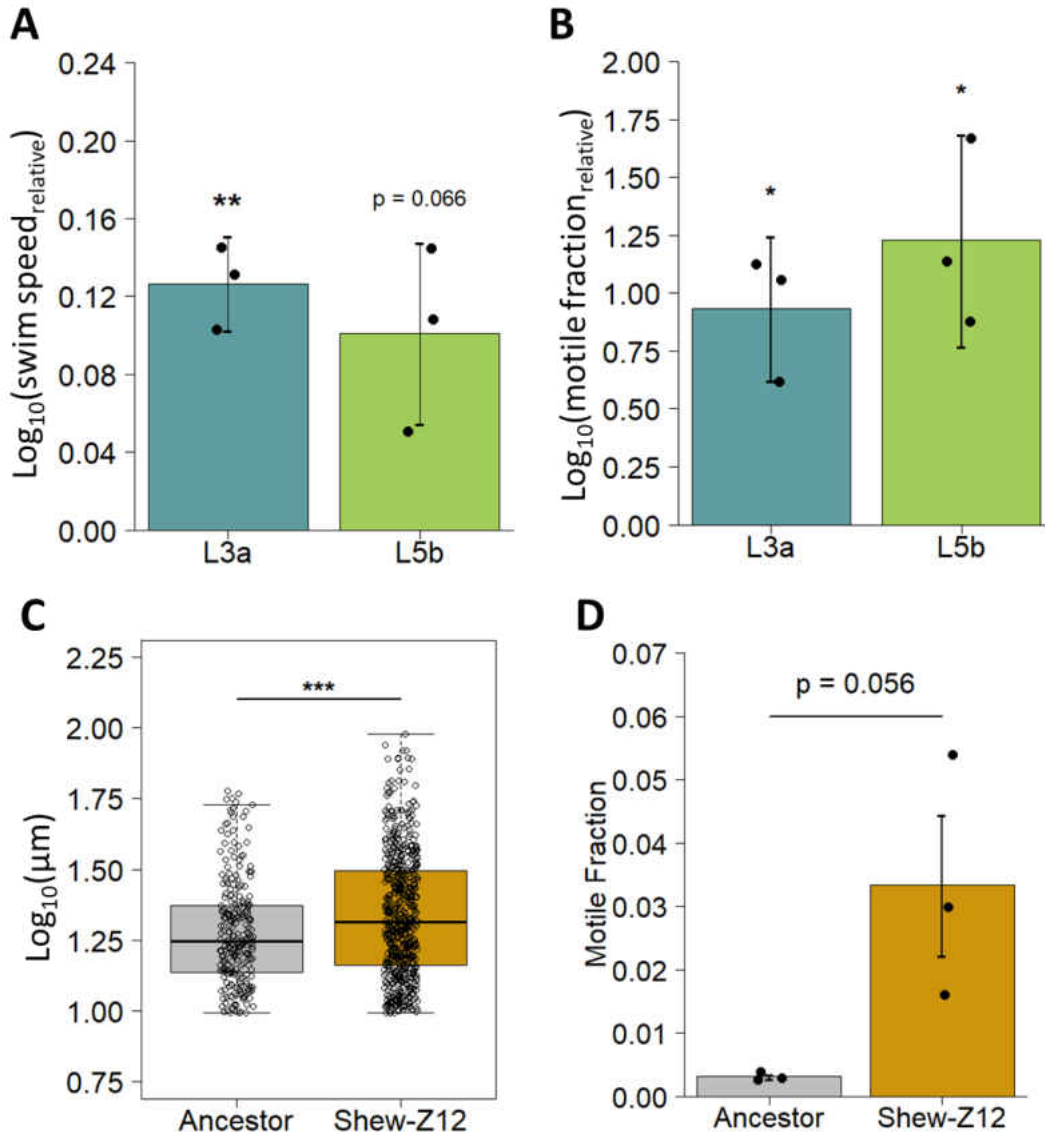 A
Log10(swim speedrelative)
0.24
0.20
0.16
0.12
0.08
0.04
0.00
**
p = 0.066
L3a
L5b
B
Log10(motile fractionrelative)
2.00
1.75
1.50
1.25
1.00
0.75
0.50
0.25
0.00
*
*
L3a
L5b
C
Log10(µm)
2.25
2.00
1.75
1.50
1.25
1.00
0.75
***
Ancestor
Shew-Z12
D
Motile Fraction
0.07
0.06
0.05
0.04
0.03
0.02
0.01
0.00
p = 0.056
Ancestor
Shew-Z12